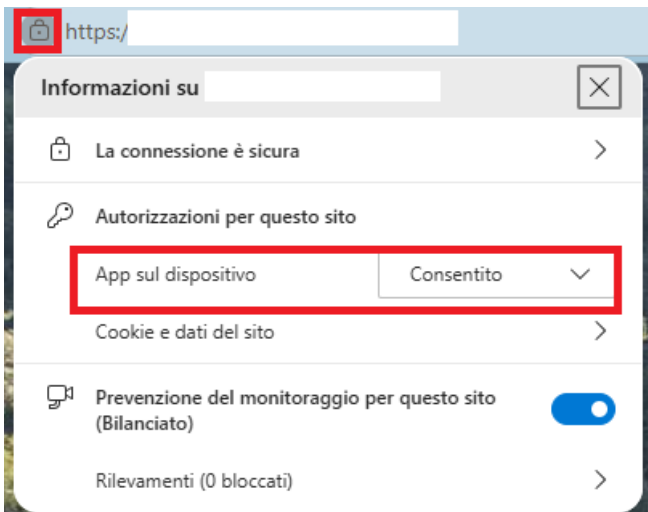 https:/
Informazioni su
La connessione è sicura
Autorizzazioni per questo sito
App sul dispositivo Consentito
Cookie e dati del sito
Prevenzione del monitoraggio per questo sito
(Bilanciato)
Rilevamenti (0 bloccati)